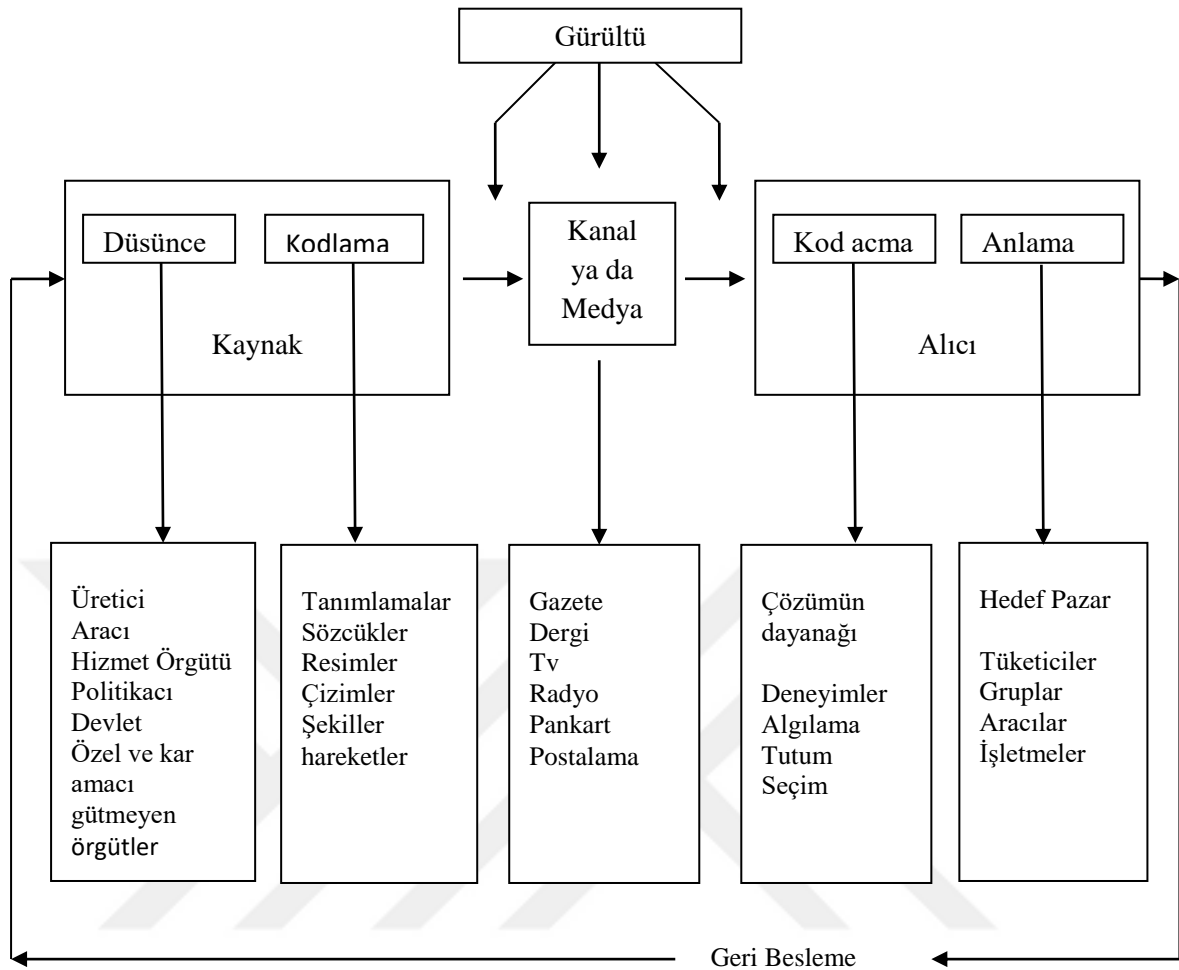 Gürültü
Düsünce
Kodlama
Kaynak
Kanal
ya da
Medya
Kod acma
Anlama
Alıcı
Üretici
Aracı
Hizmet Örgütü
Politikacı
Devlet
Özel ve kar
amacı
gütmeyen
örgütler
Tanımlamalar
Sözcükler
Resimler
Çizimler
Şekiller
hareketler
Gazete
Dergi
Tv
Radyo
Pankart
Postalama
Çözümün
dayanağı
Deneyimler
Algılama
Tutum
Seçim
Hedef Pazar
Tüketiciler
Gruplar
Aracılar
İşletmeler
Geri Besleme